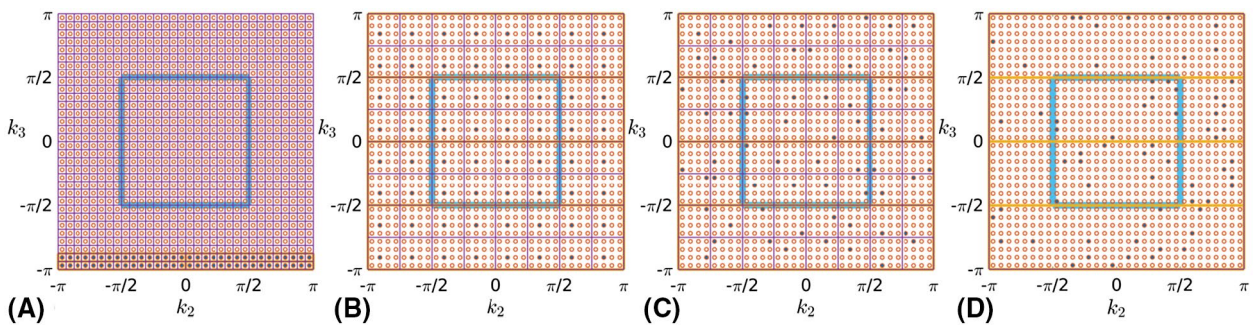 π π π π
π/2 π/2 π/2 π/2
k3 k3 k3 k3
0 0 0 0
-π/2 -π/2 -π/2 -π/2
-π -π -π -π
-π -π/2 0 π/2 π -π -π/2 0 π/2 π -π -π/2 0 π/2 π -π -π/2 0 π/2 π
(A) k2 (B) k2 (C) k2 (D) k2